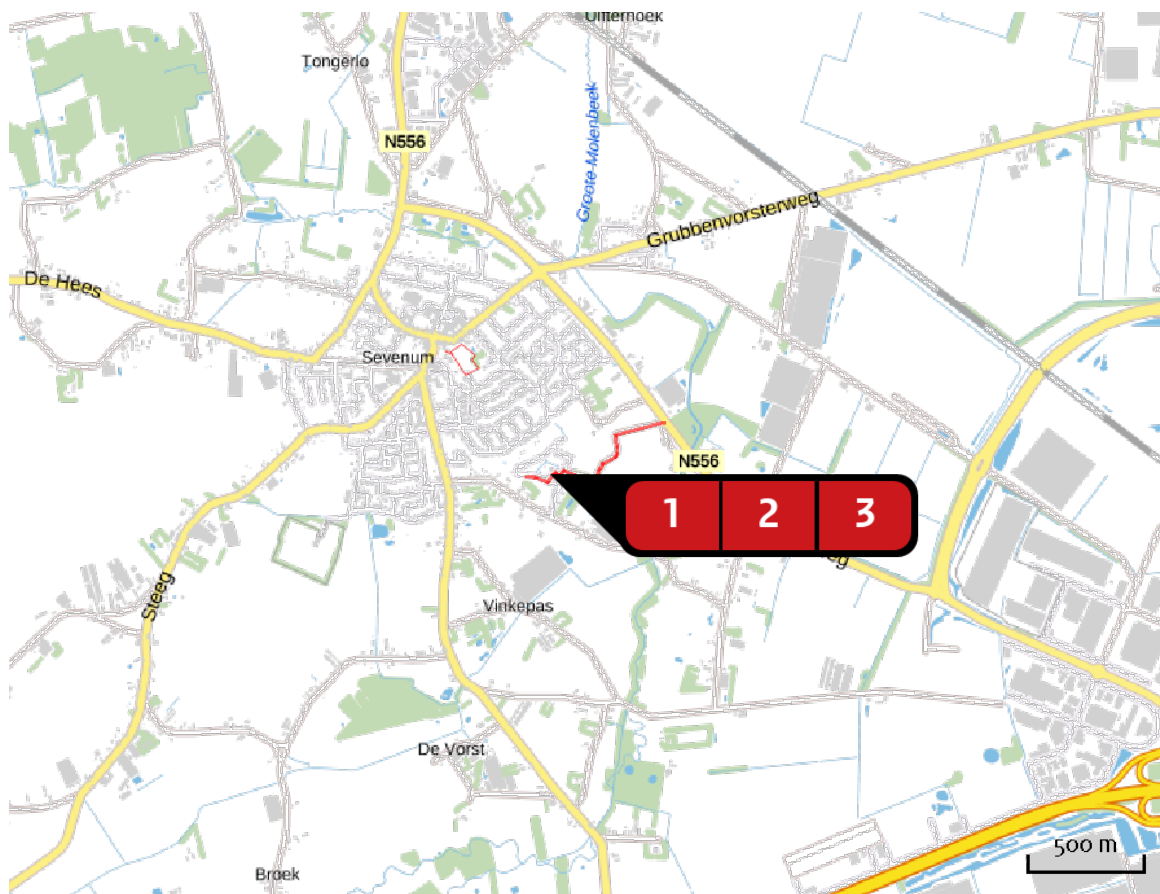 Tongerlo
N556
Groote Molenbeek
Grubbenvorsterweg
De Hees
Sevenum
N556
1 2 3
Steeg
Vinkepas
De Vorst
Broek
500 m